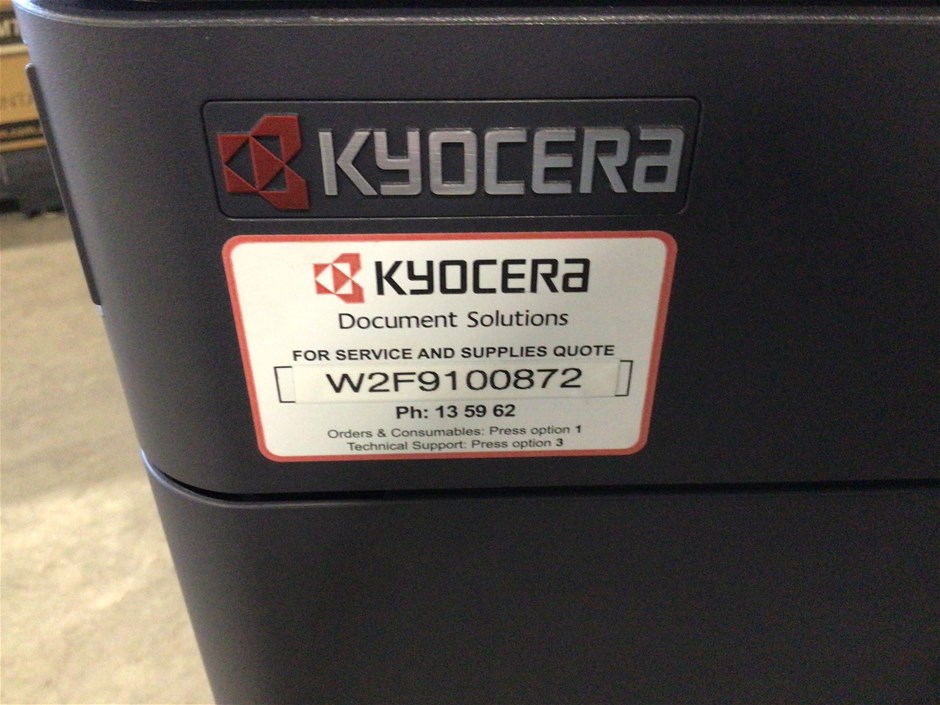 KYOCERA
KYOCERA
Document Solutions
FOR SERVICE AND SUPPLIES QUOTE
W2F9100872
Ph: 13 59 62
Orders & Consumables: Press option 1
Technical Support: Press option 3